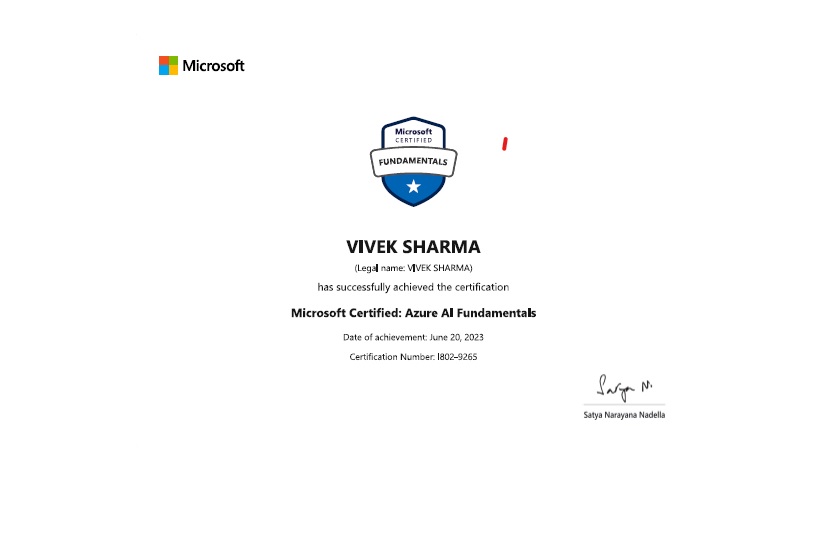 Microsoft
Microsoft
CERTIFIED
FUNDAMENTALS
VIVEK SHARMA
(Legal name: VIVEK SHARMA)
has successfully achieved the certification
Microsoft Certified: Azure AI Fundamentals
Date of achievement: June 20, 2023
Certification Number: I802-9265
Satya N.
Satya Narayana Nadella